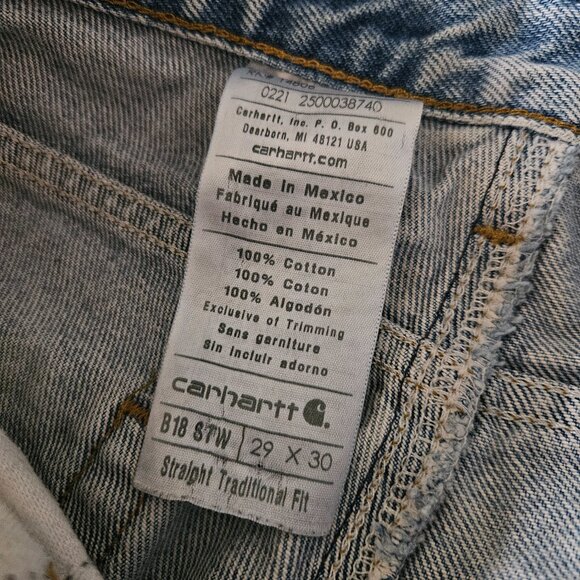 0221 2500038740
Carhartt, Inc. P. O. Box 600
Dearborn, MI 48121 USA
carhartt.com
Made in Mexico
Fabriqué au Mexique
Hecho en México
100% Cotton
100% Coton
100% Algodón
Exclusive of Trimming
Sans garniture
Sin incluir adorno
carhartt
B18 STW 29 X 30
Straight Traditional Fit